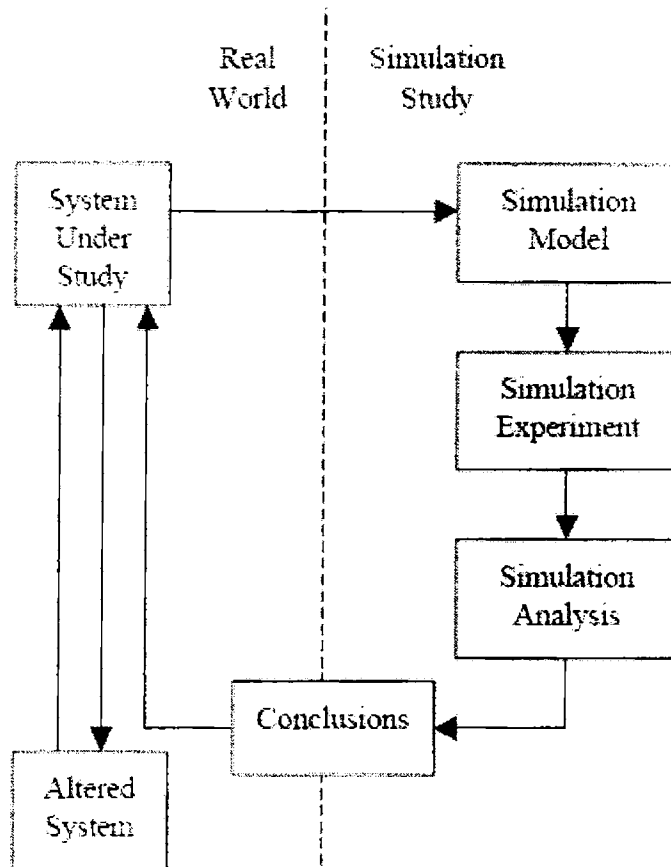 Real
World
Simulation
Study
System
Under
Study
Simulation
Model
Simulation
Experiment
Simulation
Analysis
Conclusions
Altered
System